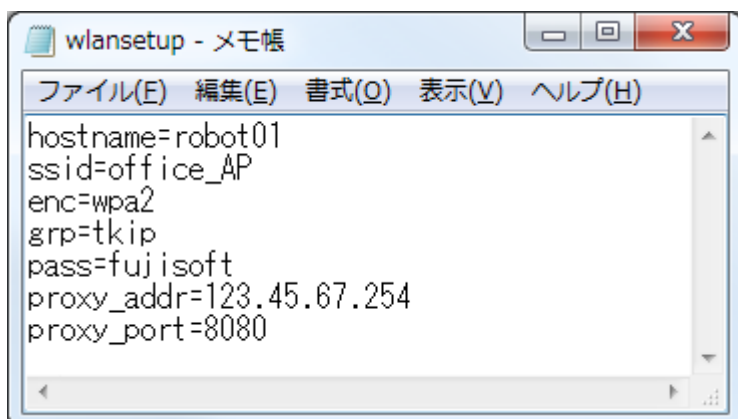 wlansetup - メモ帳
ファイル(F) 編集(E) 書式(O) 表示(V) ヘルプ(H)
hostname=robot01
ssid=office_AP
enc=wpa2
grp=tkip
pass=fujisoft
proxy_addr=123.45.67.254
proxy_port=8080